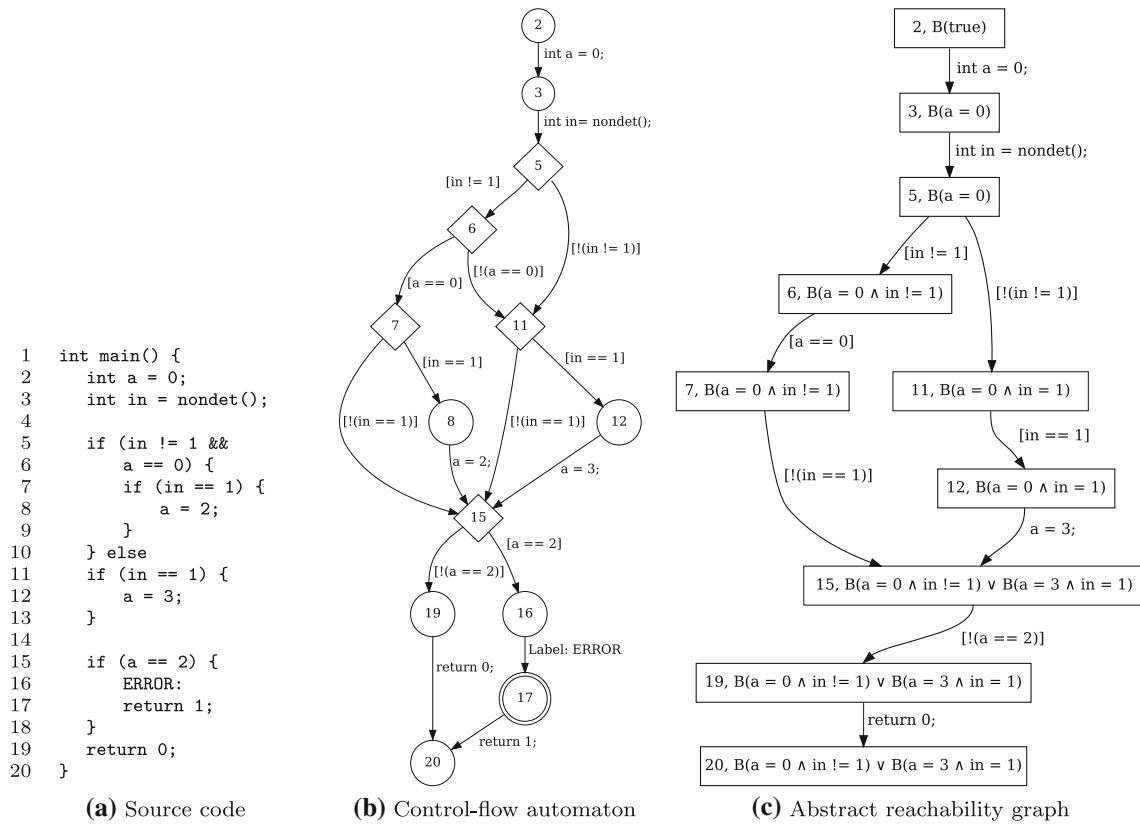 1 int main() {
2 int a = 0;
3 int in = nondet();
4
5 if (in != 1 &&
6 a == 0) {
7 if (in == 1) {
8 a = 2;
9 }
10 } else
11 if (in == 1) {
12 a = 3;
13 }
14
15 if (a == 2) {
16 ERROR:
17 return 1;
18 }
19 return 0;
20 }
(a) Source code
2
int a = 0;
3
int in= nondet();
5
[in != 1]
6
[!(in != 1)]
[a == 0]
[!(a == 0)]
7
11
[in == 1]
[in == 1]
[!(in == 1)]
8
[!(in == 1)]
12
a = 2;
a = 3;
15
[!(a == 2)]
[a == 2]
19
16
return 0;
Label: ERROR
17
return 1;
20
(b) Control-flow automaton
2, B(true)
int a = 0;
3, B(a = 0)
int in = nondet();
5, B(a = 0)
[in != 1]
6, B(a = 0 ∧ in != 1)
[!(in != 1)]
[a == 0]
7, B(a = 0 ∧ in != 1)
11, B(a = 0 ∧ in = 1)
[in == 1]
[!(in == 1)]
12, B(a = 0 ∧ in = 1)
a = 3;
15, B(a = 0 ∧ in != 1) ∨ B(a = 3 ∧ in = 1)
[!(a == 2)]
19, B(a = 0 ∧ in != 1) ∨ B(a = 3 ∧ in = 1)
return 0;
20, B(a = 0 ∧ in != 1) ∨ B(a = 3 ∧ in = 1)
(c) Abstract reachability graph